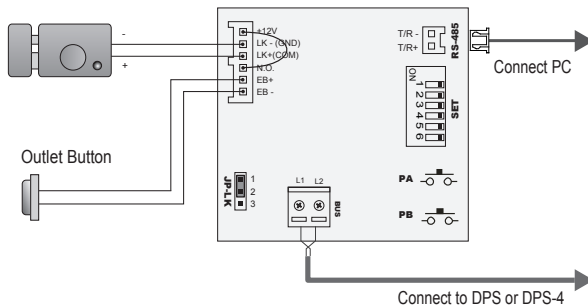 +12V
LK - (GND)
LK+(COM)
N.O.
EB+
EB -
-
+
T/R -
T/R+
RS-485
Connect PC
ON
1
2
3
4
5
6
SET
Outlet Button
JP-LK
1
2
3
L1 L2
BUS
PA
PB
Connect to DPS or DPS-4